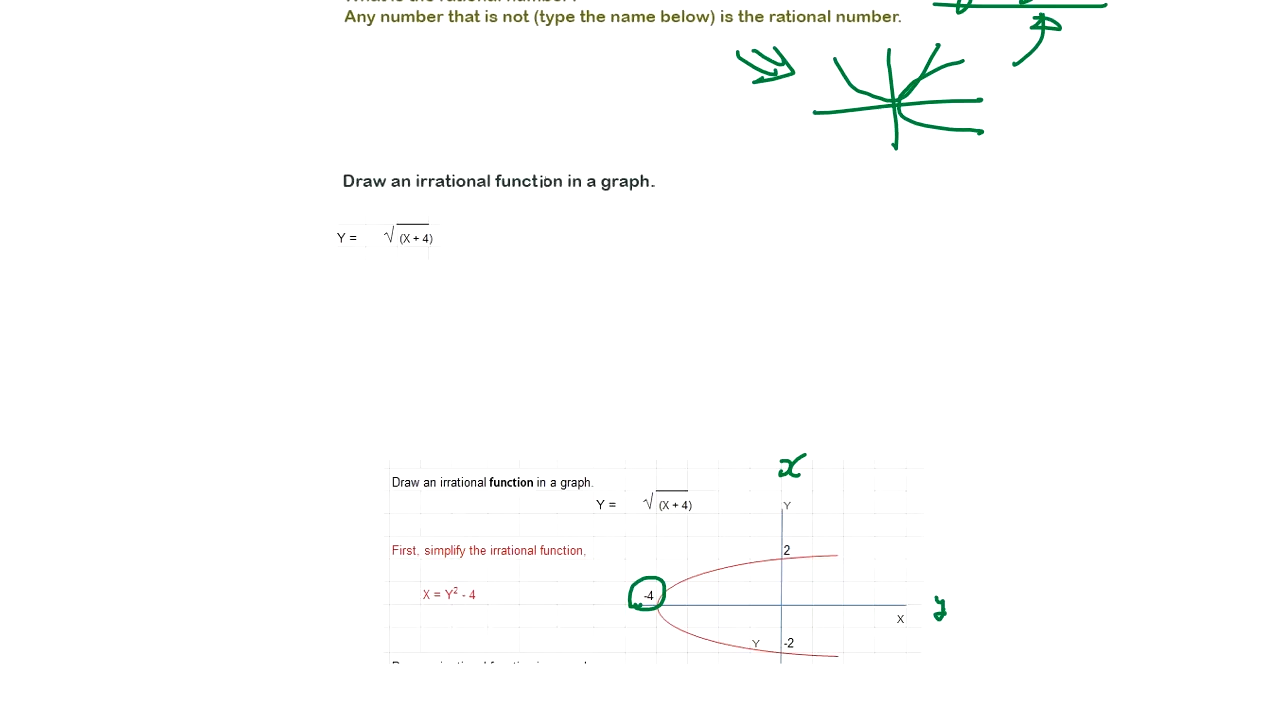 Any number that is not (type the name below) is the rational number.
Draw an irrational function in a graph.
Y = √(X + 4)
x
Draw an irrational function in a graph.
Y = √(X + 4)
Y
First, simplify the irrational function,
2
X = Y² - 4
-4
y
X
Y
-2